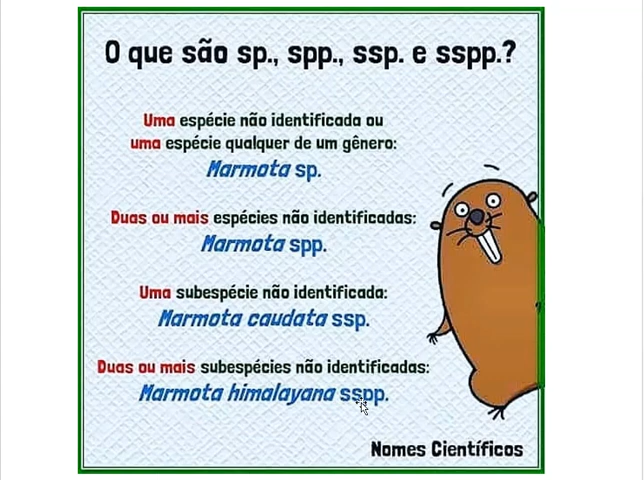 O que são sp., spp., ssp. e sspp.?
Uma espécie não identificada ou
uma espécie qualquer de um gênero:
Marmota sp.
Duas ou mais espécies não identificadas:
Marmota spp.
Uma subespécie não identificada:
Marmota caudata ssp.
Duas ou mais subespécies não identificadas:
Marmota himalayana sspp.
Nomes Científicos